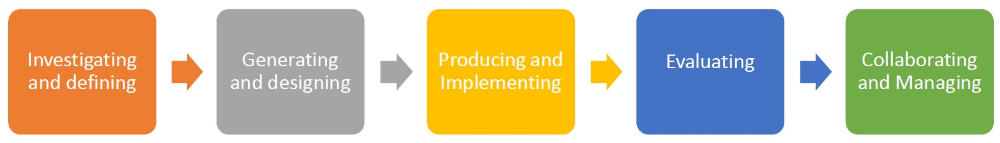 Investigating
and defining
Generating
and designing
Producing and
Implementing
Evaluating
Collaborating
and Managing